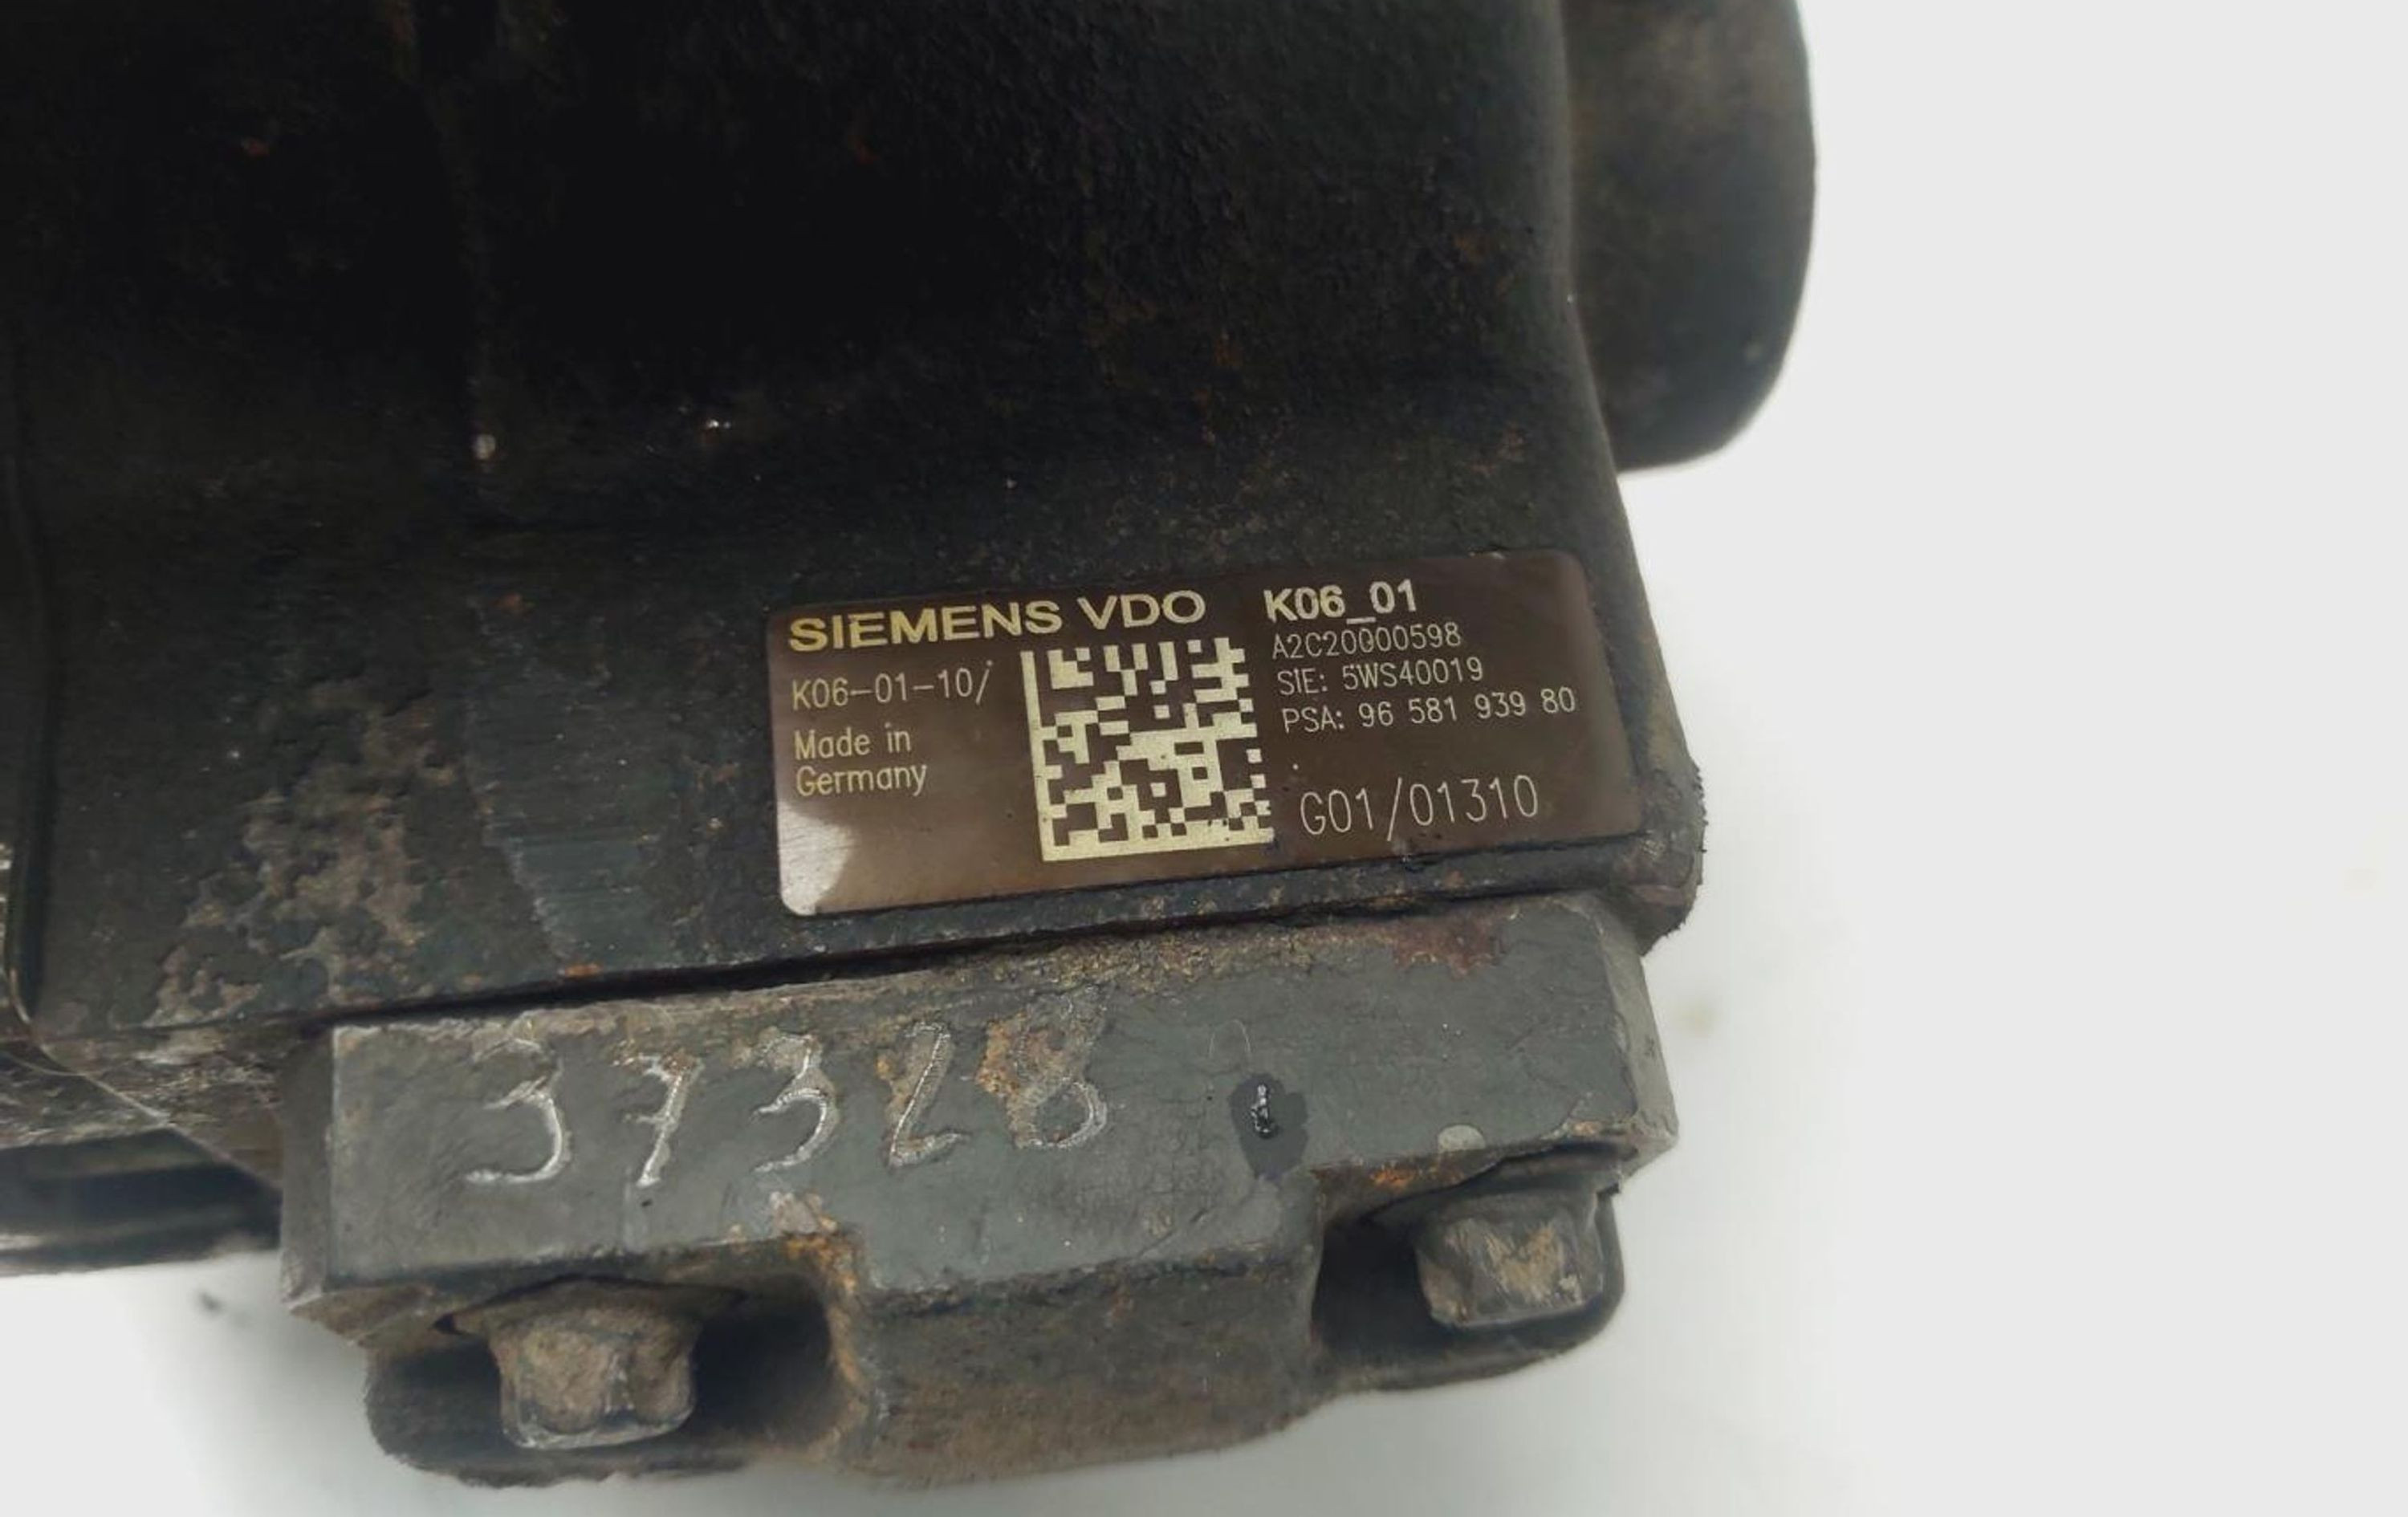 SIEMENS VDO
K06-01-10/
Made in
Germany
K06_01
A2C20000598
SIE: 5WS40019
PSA: 96 581 939 80
G01/01310
37328